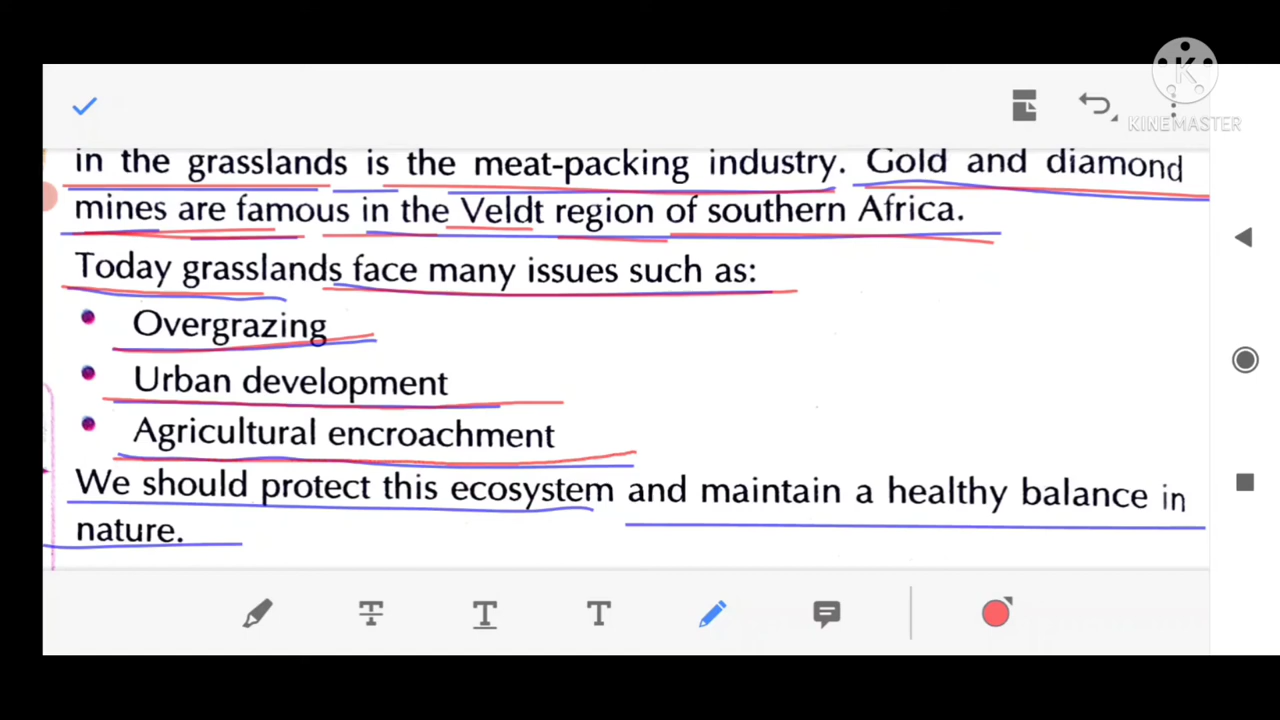 KINEMASTER
in the grasslands is the meat-packing industry. Gold and diamond
mines are famous in the Veldt region of southern Africa.
Today grasslands face many issues such as:
• Overgrazing
• Urban development
• Agricultural encroachment
We should protect this ecosystem and maintain a healthy balance in
nature.